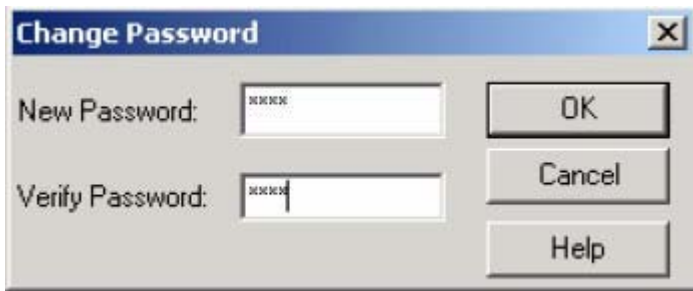 Change Password
New Password: **** OK
Cancel
Verify Password: ****
Help